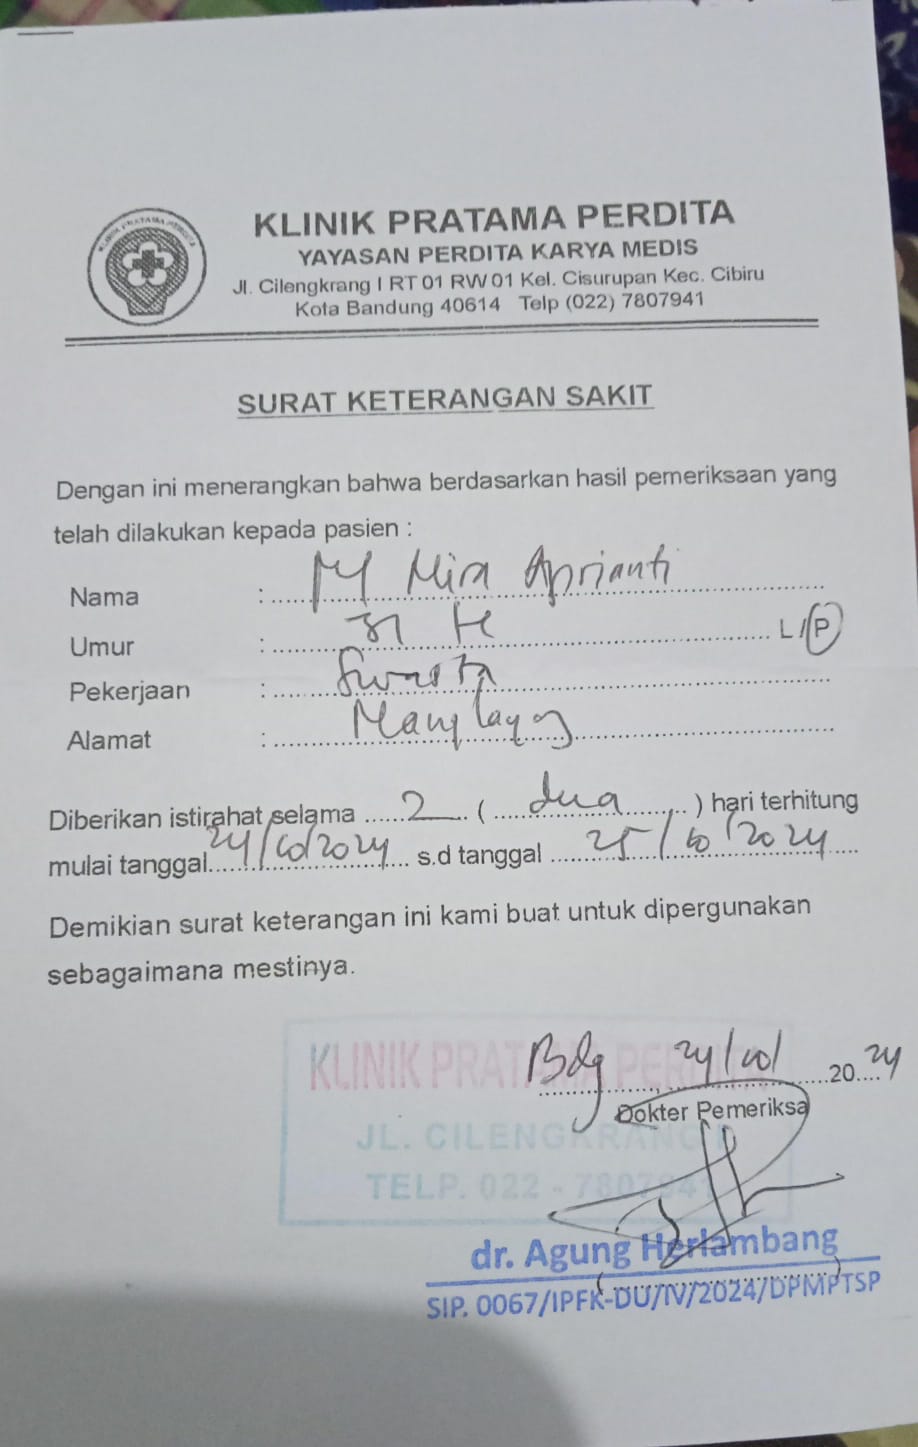 KLINIK PRATAMA PERDITA
YAYASAN PERDITA KARYA MEDIS
Jl. Cilengkrang I RT 01 RW 01 Kel. Cisurupan Kec. Cibiru
Kota Bandung 40614 Telp (022) 7807941
SURAT KETERANGAN SAKIT
Dengan ini menerangkan bahwa berdasarkan hasil pemeriksaan yang
telah dilakukan kepada pasien :
Nama : Mira Aprianti
Umur : L / P
Pekerjaan : Swasta
Alamat : Manglayang
Diberikan istirahat selama 2 ( dua ) hari terhitung
mulai tanggal 24/10/2024 s.d tanggal 25/10/2024
Demikian surat keterangan ini kami buat untuk dipergunakan
sebagaimana mestinya.
KLINIK PRATAMA PERDITA
Bdg, 24/10/ 2024
Dokter Pemeriksa
JL. CILENGKRANG I
TELP. 022 - 7807941
dr. Agung Herlambang
SIP. 0067/IPFK-DU/IV/2024/DPMPTSP